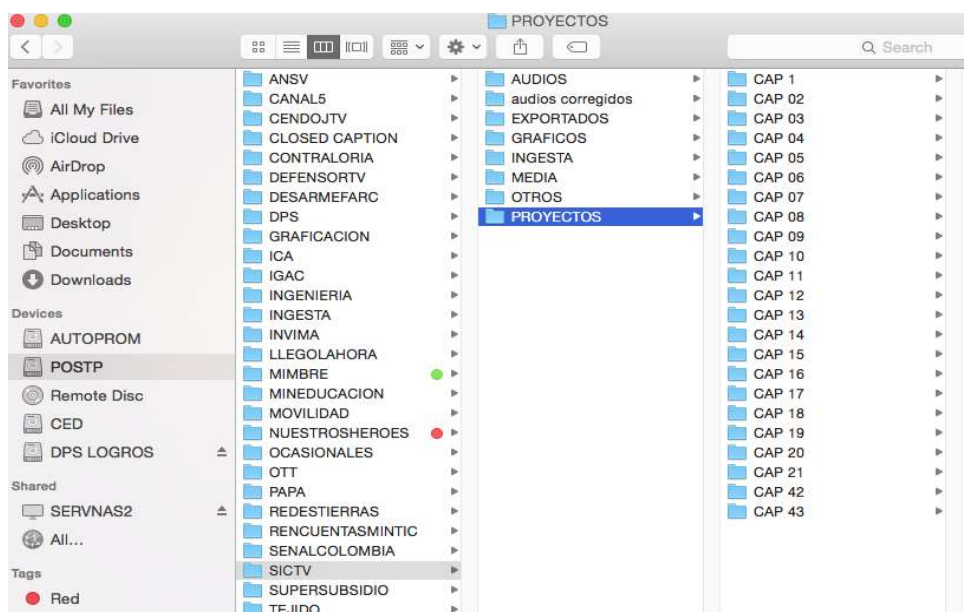 PROYECTOS
Search
Favorites
All My Files
iCloud Drive
AirDrop
Applications
Desktop
Documents
Downloads
Devices
AUTOPROM
POSTP
Remote Disc
CED
DPS LOGROS
Shared
SERVNAS2
All...
Tags
Red
ANSV
CANAL5
CENDOJTV
CLOSED CAPTION
CONTRALORIA
DEFENSORTV
DESARMEFARC
DPS
GRAFICACION
ICA
IGAC
INGENIERIA
INGESTA
INVIMA
LLEGOLAHORA
MIMBRE
MINEDUCACION
MOVILIDAD
NUESTROSHEROES
OCASIONALES
OTT
PAPA
REDESTIERRAS
RENCUENTASMINTIC
SENALCOLOMBIA
SICTV
SUPERSUBSIDIO
TEJIDO
AUDIOS
audios corregidos
EXPORTADOS
GRAFICOS
INGESTA
MEDIA
OTROS
PROYECTOS
CAP 1
CAP 02
CAP 03
CAP 04
CAP 05
CAP 06
CAP 07
CAP 08
CAP 09
CAP 10
CAP 11
CAP 12
CAP 13
CAP 14
CAP 15
CAP 16
CAP 17
CAP 18
CAP 19
CAP 20
CAP 21
CAP 42
CAP 43